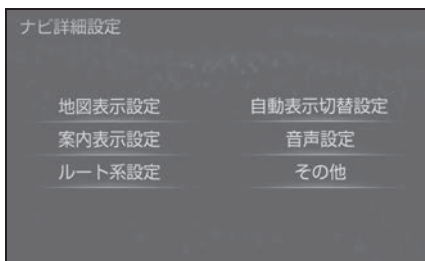 ナビ詳細設定
地図表示設定
自動表示切替設定
案内表示設定
音声設定
ルート系設定
その他